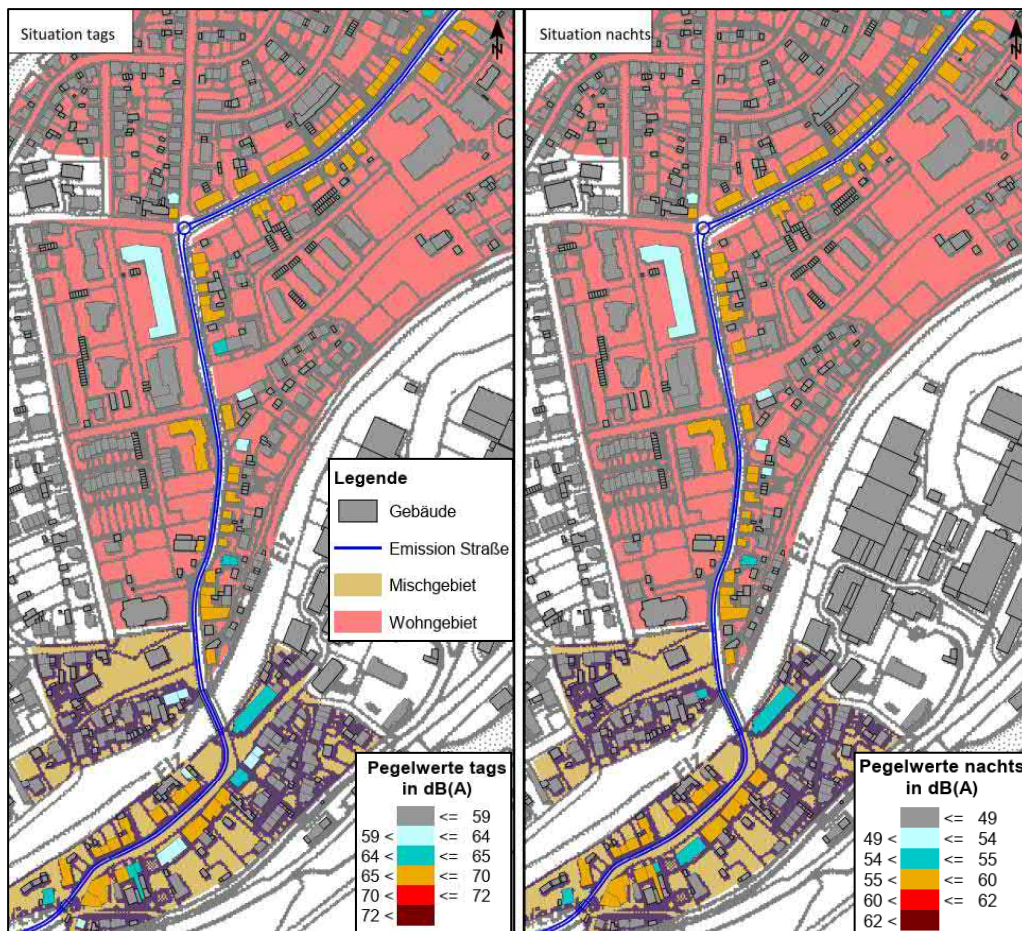 Situation tags
N
Elz
Legende
Gebäude
Emission Straße
Mischgebiet
Wohngebiet
Elz
Pegelwerte tags
in dB(A)
<= 59
59 < <= 64
64 < <= 65
65 < <= 70
70 < <= 72
72 <
Situation nachts
N
Elz
Elz
Pegelwerte nachts
in dB(A)
<= 49
49 < <= 54
54 < <= 55
55 < <= 60
60 < <= 62
62 <